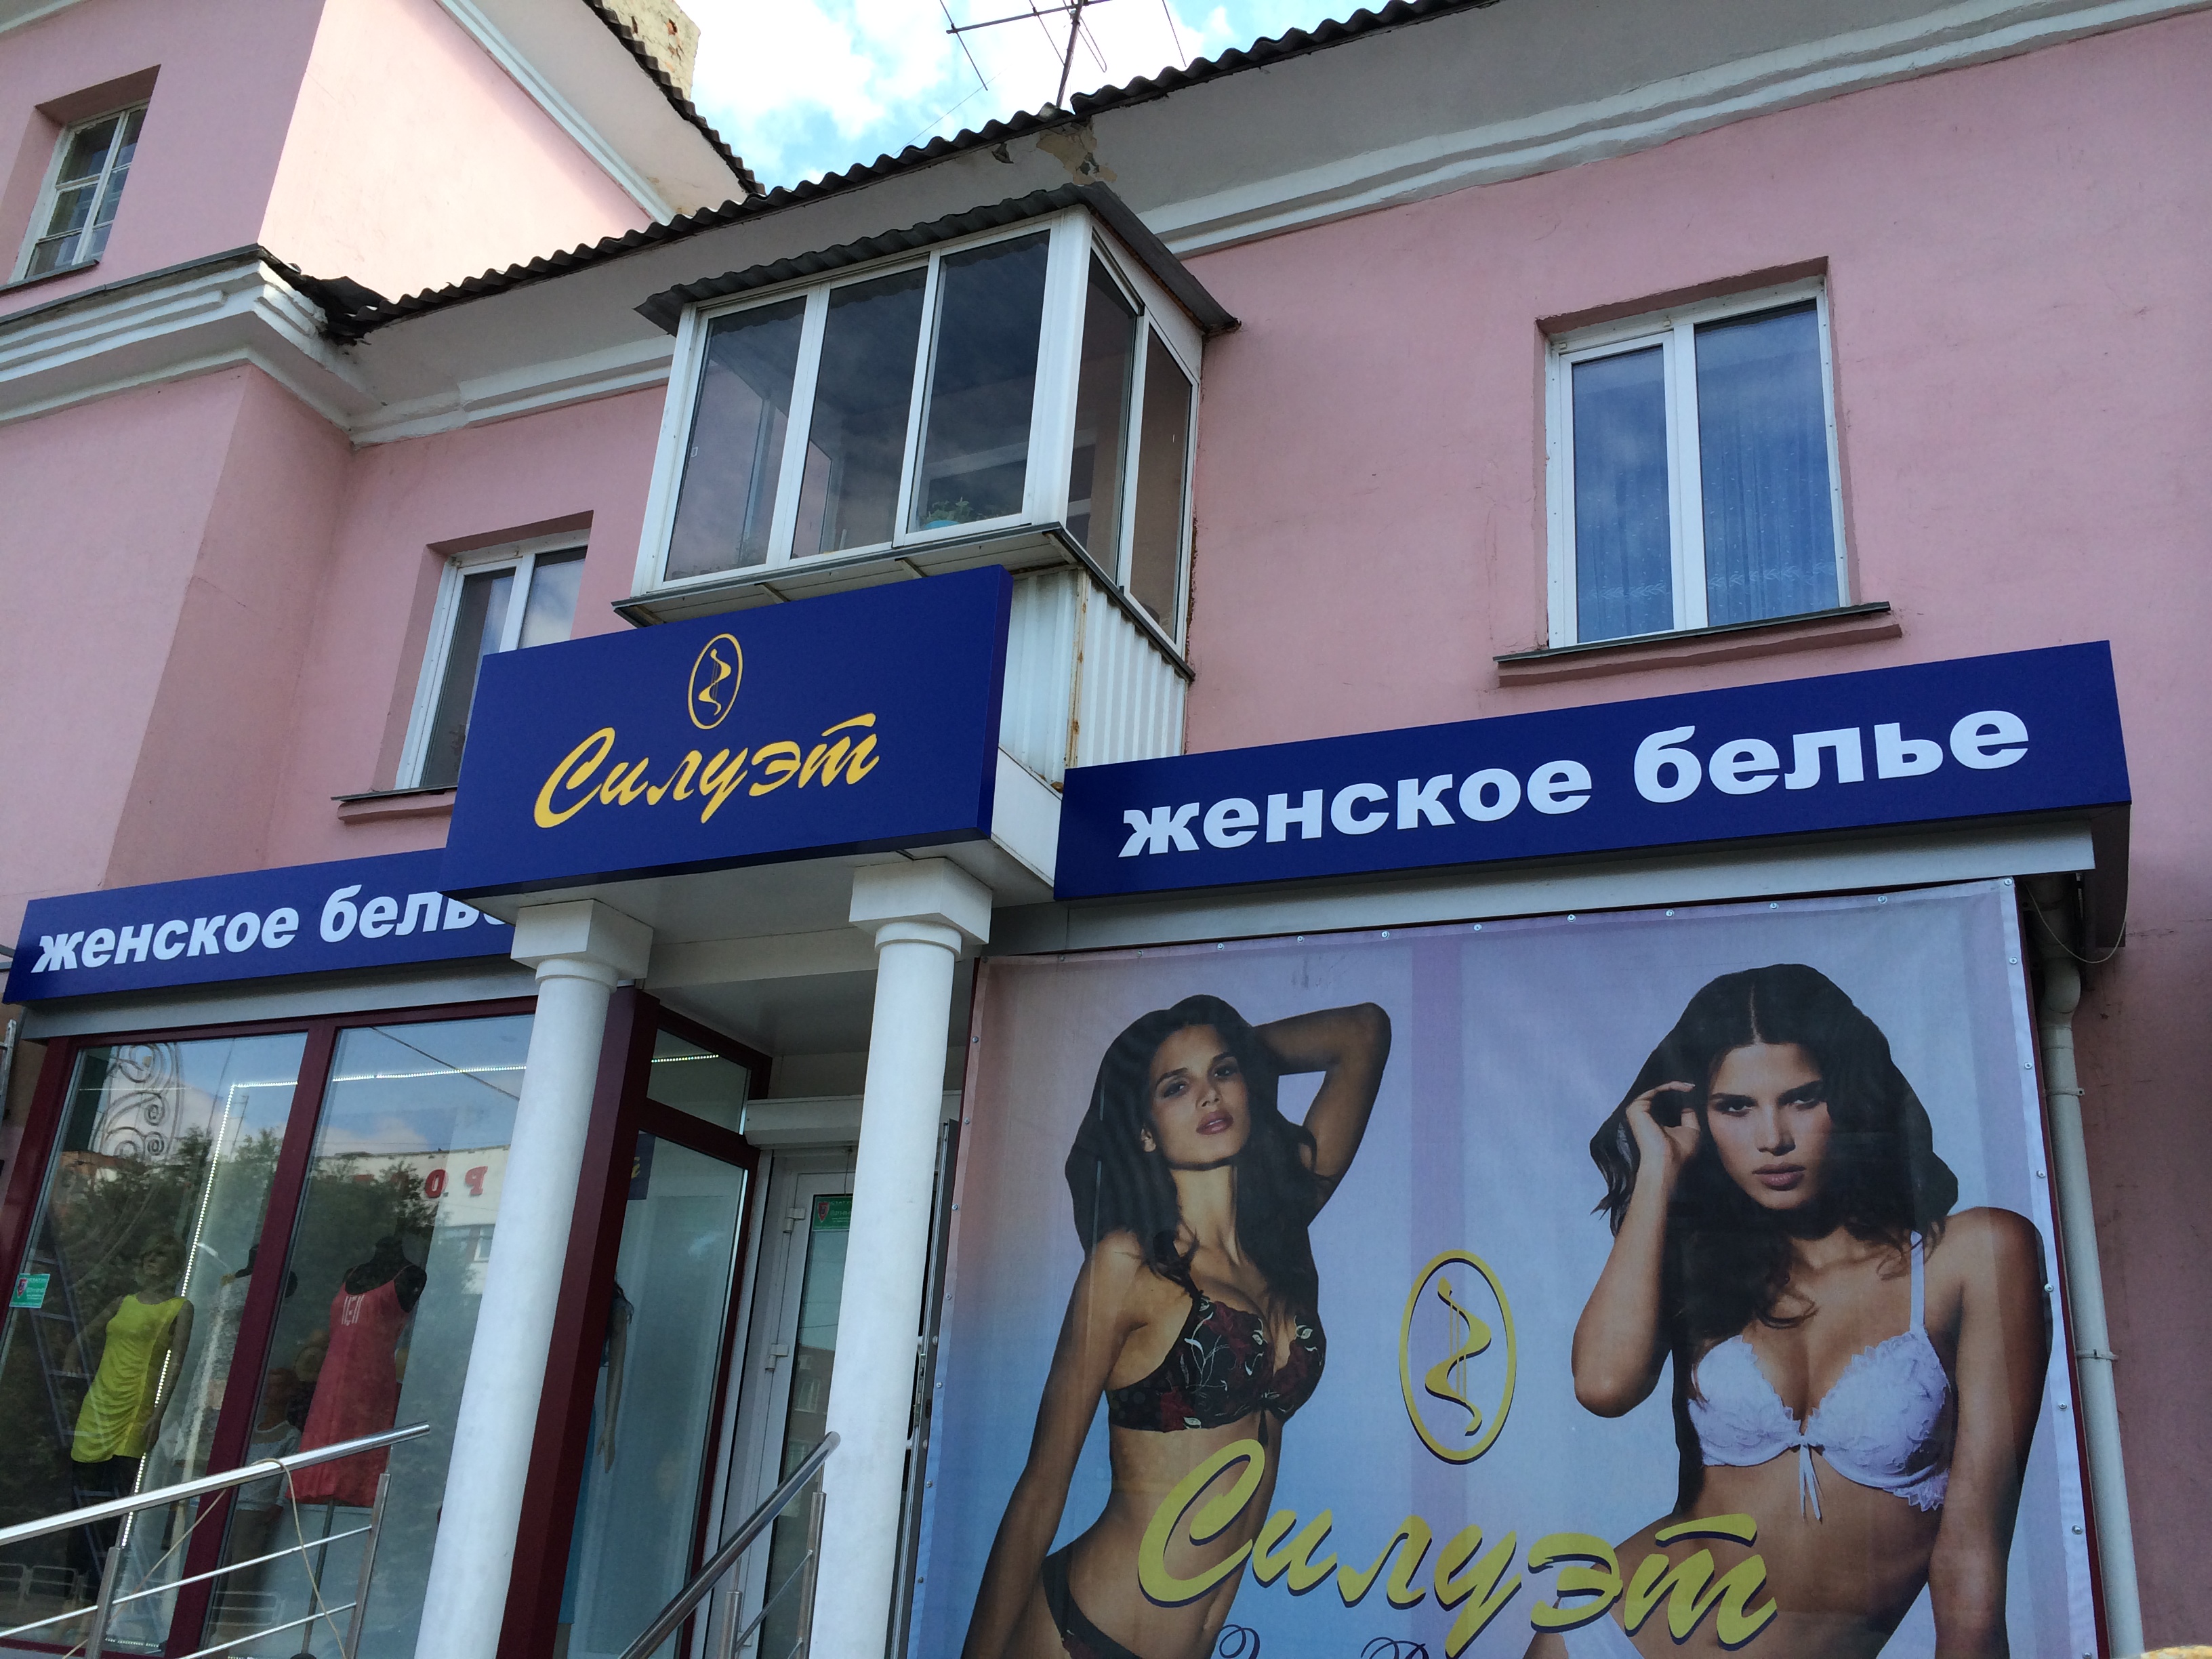 Силуэт
женское белье
женское белье
Силуэт